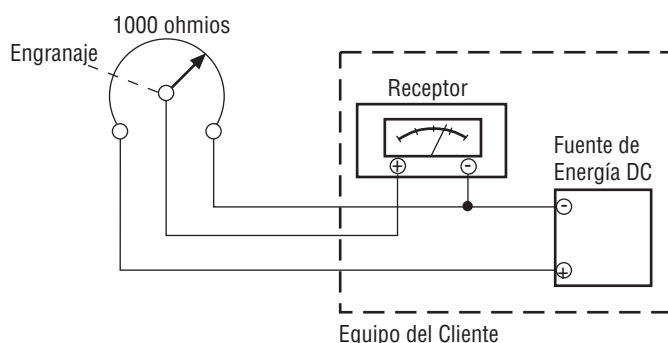 1000 ohmios
Engranaje
Receptor
+
-
Fuente de
Energía DC
-
+
Equipo del Cliente